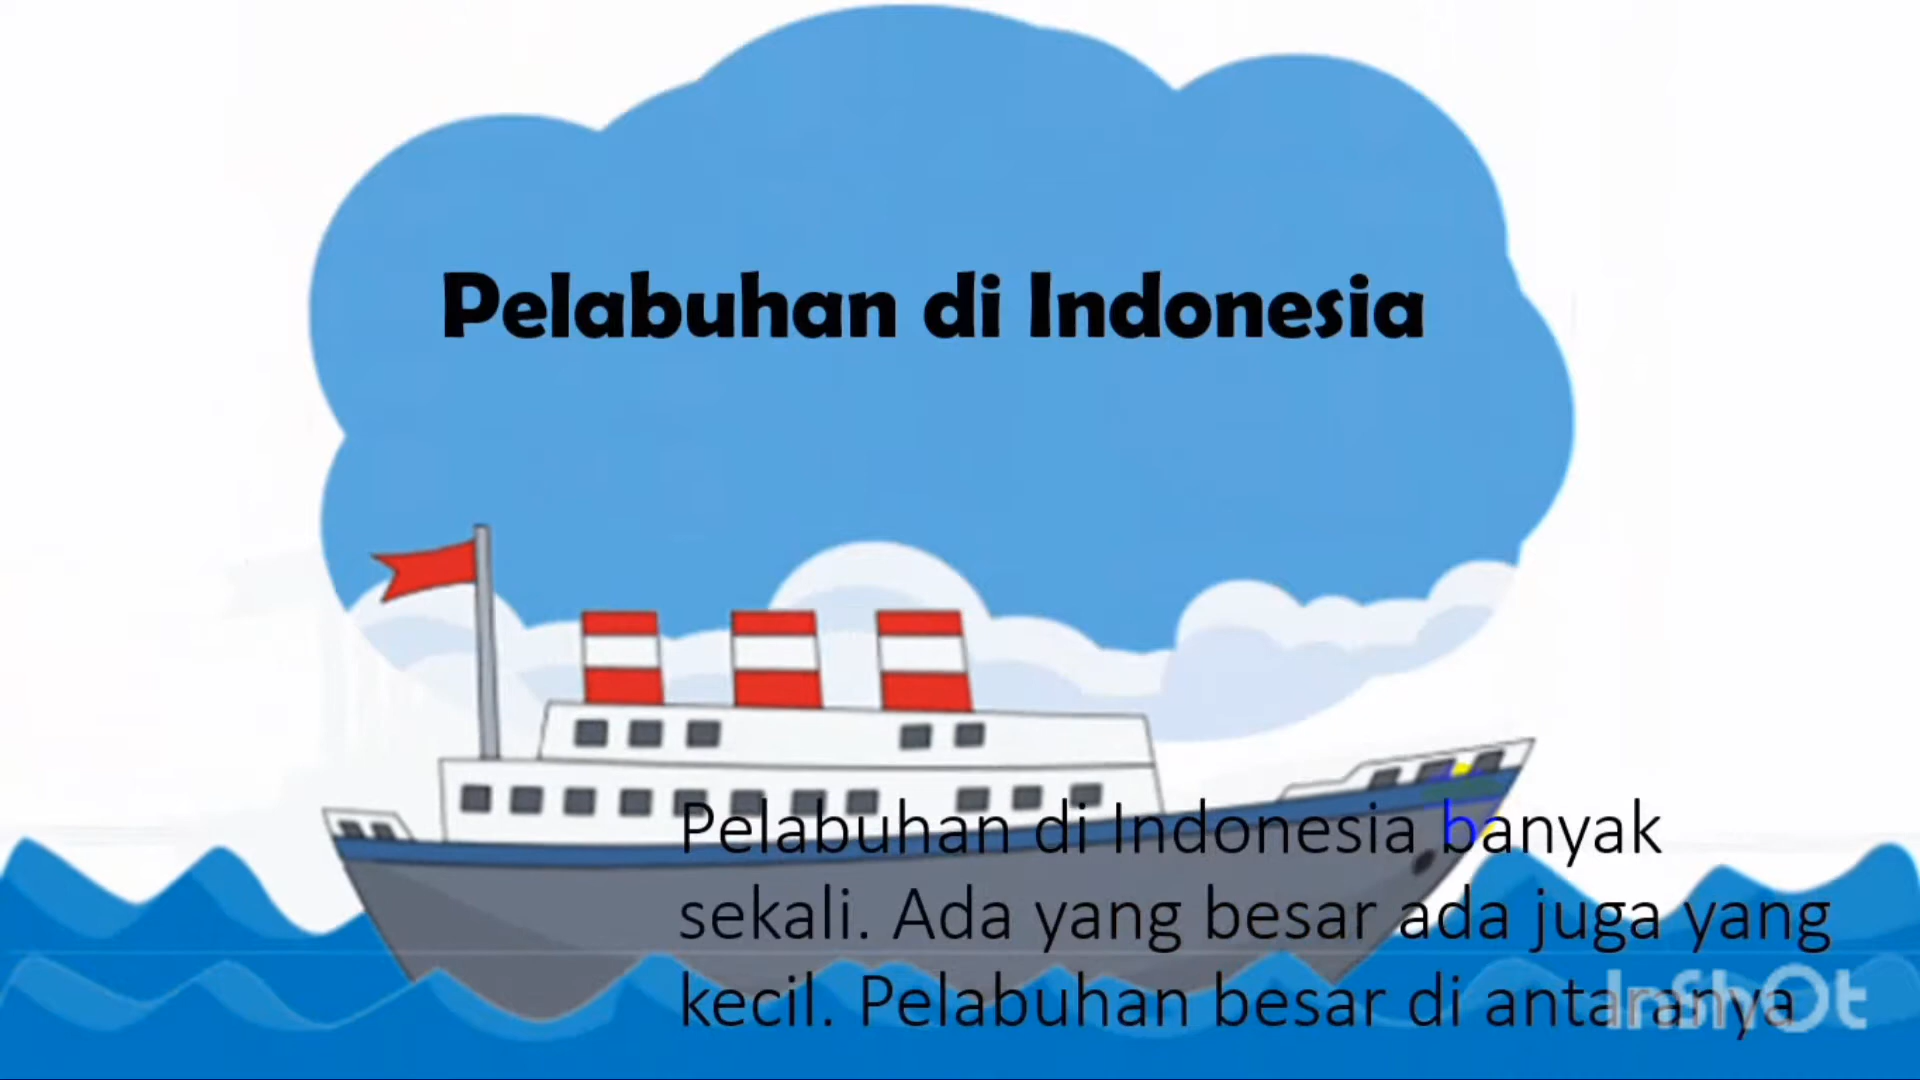 Pelabuhan di Indonesia
Pelabuhan di Indonesia banyak
sekali. Ada yang besar ada juga yang
kecil. Pelabuhan besar di antaranya
InShOt